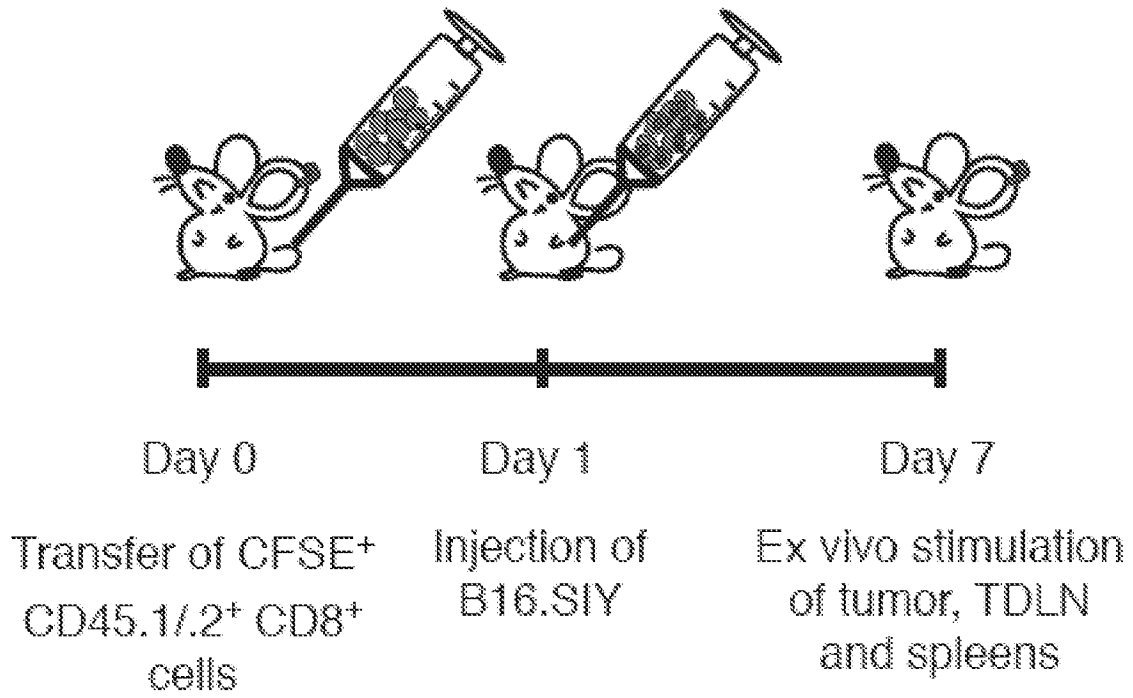 Day 0
Transfer of CFSE⁺
CD45.1/.2⁺ CD8⁺
cells
Day 1
Injection of
B16.SIY
Day 7
Ex vivo stimulation
of tumor, TDLN
and spleens